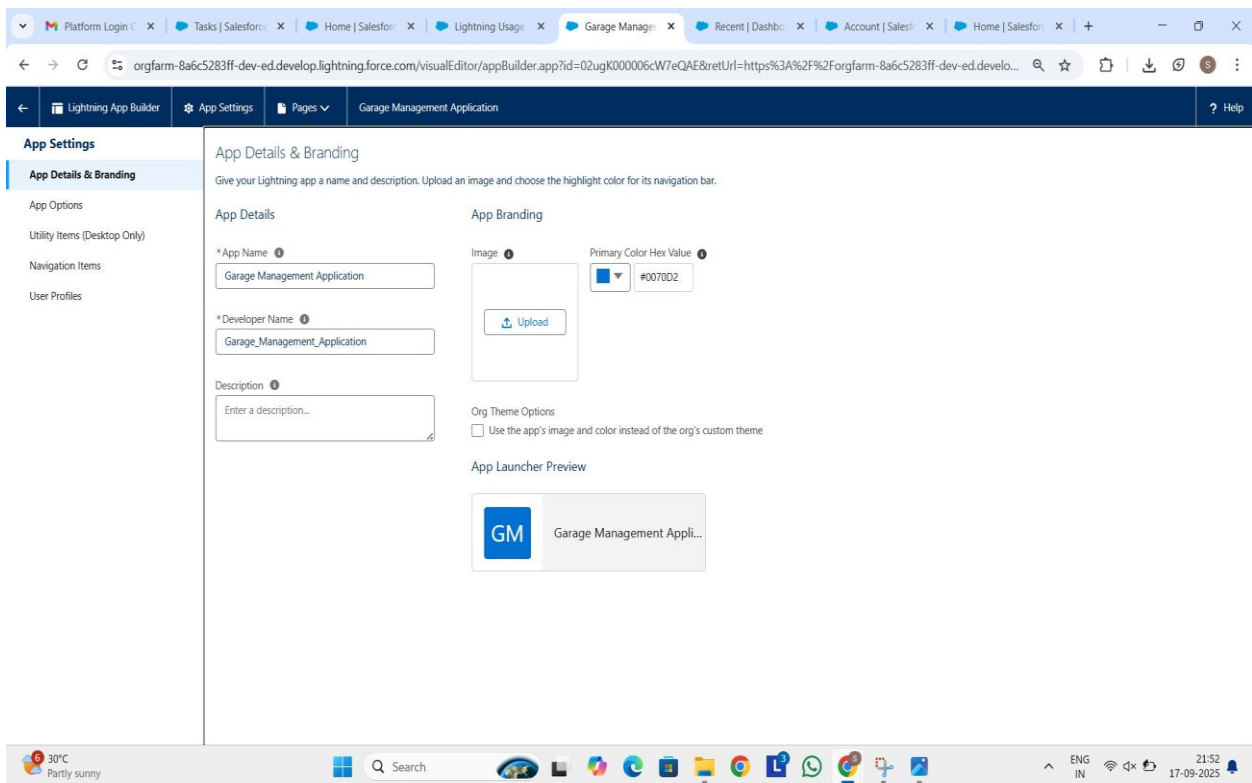 Platform Login C
Tasks | Salesforce
Home | Salesforc
Lightning Usage
Garage Manager
Recent | Dashbo
Account | Salesfo
Home | Salesforc
orgfarm-8a6c5283ff-dev-ed.develop.lightning.force.com/visualEditor/appBuilder.app?id=02ugK000006cW7eQAE&retUrl=https%3A%2F%2Forgfarm-8a6c5283ff-dev-ed.develo...
S
Lightning App Builder
App Settings
Pages
Garage Management Application
? Help
App Settings
App Details & Branding
App Options
Utility Items (Desktop Only)
Navigation Items
User Profiles
App Details & Branding
Give your Lightning app a name and description. Upload an image and choose the highlight color for its navigation bar.
App Details
*App Name
Garage Management Application
*Developer Name
Garage_Management_Application
Description
Enter a description...
App Branding
Image
Upload
Primary Color Hex Value
#0070D2
Org Theme Options
Use the app's image and color instead of the org's custom theme
App Launcher Preview
GM
Garage Management Appli...
6
30°C
Partly sunny
Search
3
ENG
IN
21:52
17-09-2025